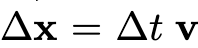 Δ𝐱 = Δt 𝐯